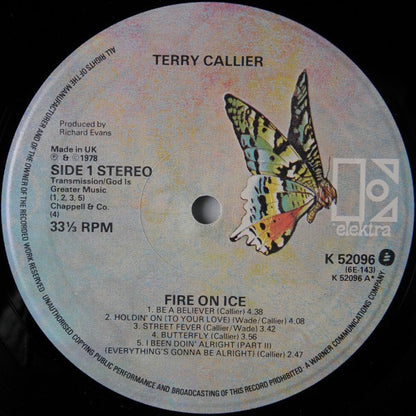 TERRY CALLIER
Produced by
Richard Evans
Made in UK
℗ & ©1978
SIDE 1 STEREO
Transmission/God Is
Greater Music
(1, 2, 3, 5)
Chappell & Co.
(4)
33⅓ RPM
elektra
K 52096
(6E-143)
K 52096 A*
FIRE ON ICE
1. BE A BELIEVER (Callier) 4.38
2. HOLDIN' ON (TO YOUR LOVE) (Wade/Callier) 4.08
3. STREET FEVER (Callier/Wade) 3.42
4. BUTTERFLY (Callier) 3.56
5. I BEEN DOIN' ALRIGHT (PART II)
(EVERYTHING'S GONNA BE ALRIGHT) (Callier) 2.47
ALL RIGHTS OF THE MANUFACTURER AND OF THE OWNER OF THE RECORDED WORK RESERVED. UNAUTHORISED COPYING PUBLIC PERFORMANCE AND BROADCASTING OF THIS RECORD PROHIBITED. A WARNER COMMUNICATIONS COMPANY